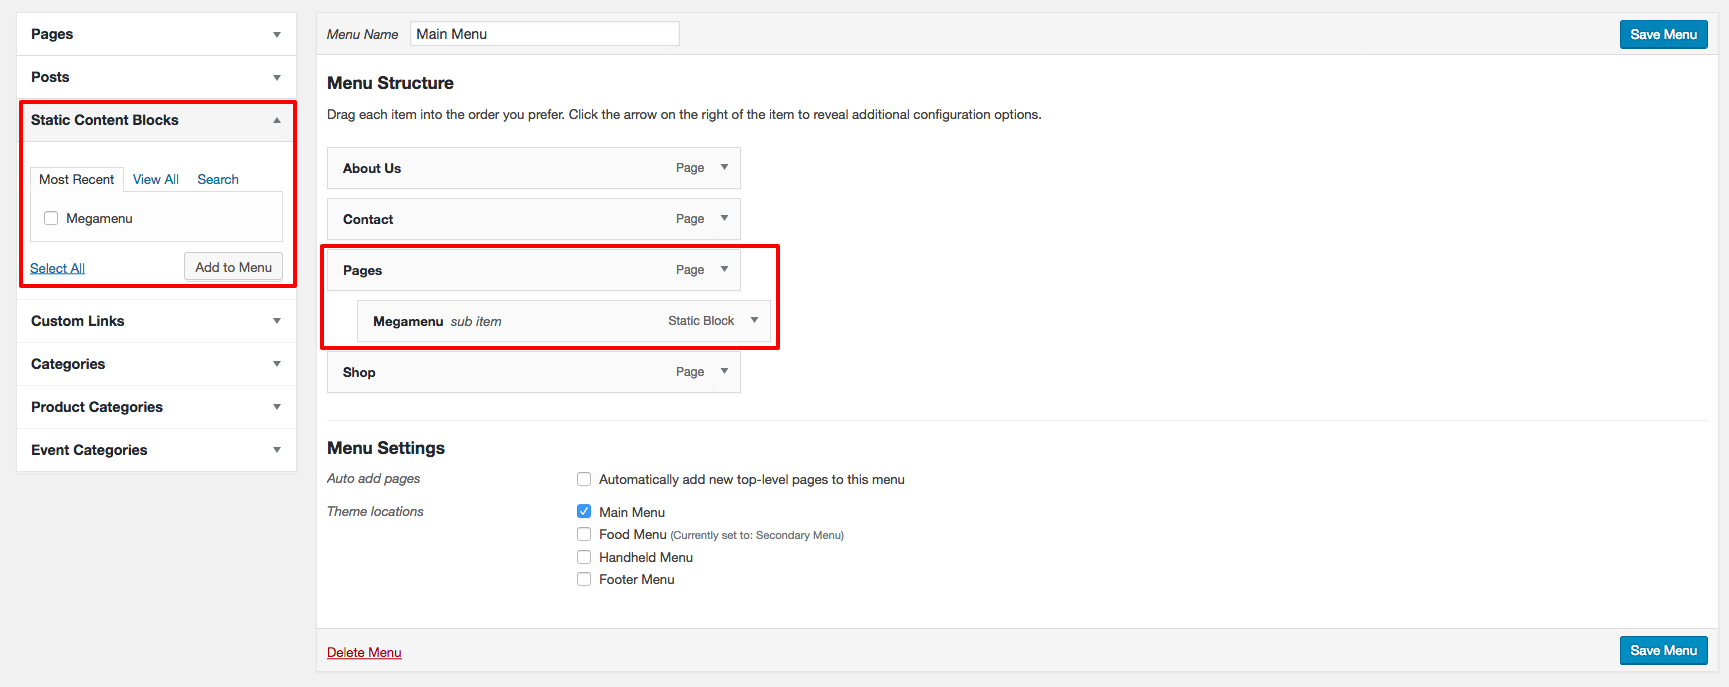 Pages
Posts
Static Content Blocks
Most Recent View All Search
Megamenu
Select All Add to Menu
Custom Links
Categories
Product Categories
Event Categories
Menu Name Main Menu Save Menu
Menu Structure
Drag each item into the order you prefer. Click the arrow on the right of the item to reveal additional configuration options.
About Us Page
Contact Page
Pages Page
Megamenu sub item Static Block
Shop Page
Menu Settings
Auto add pages Automatically add new top-level pages to this menu
Theme locations Main Menu
Food Menu (Currently set to: Secondary Menu)
Handheld Menu
Footer Menu
Delete Menu Save Menu